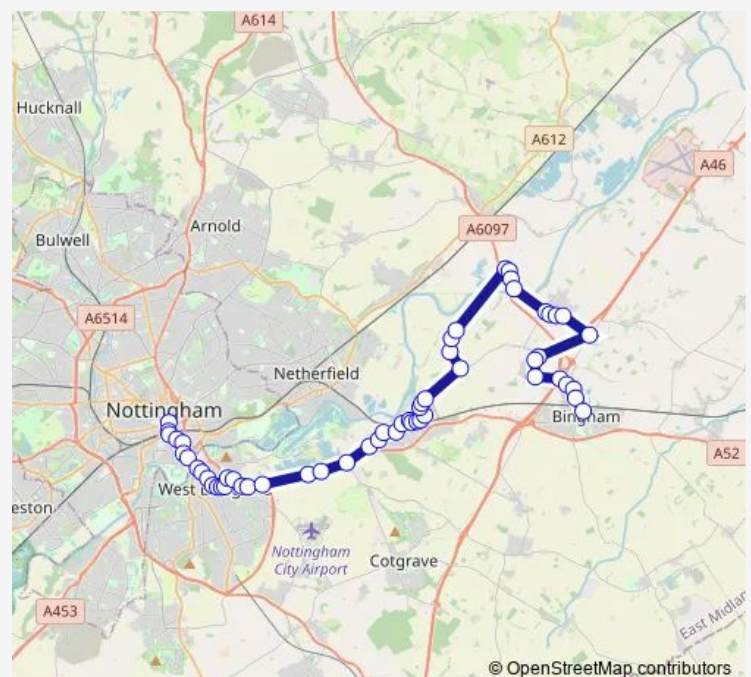 A614
Hucknall
A612
A46
Arnold
A6097
Bulwell
A6514
Netherfield
Nottingham
Bingham
A52
West B
eston
Nottingham
City Airport
Cotgrave
A453
East Midlan
© OpenStreetMap contributors